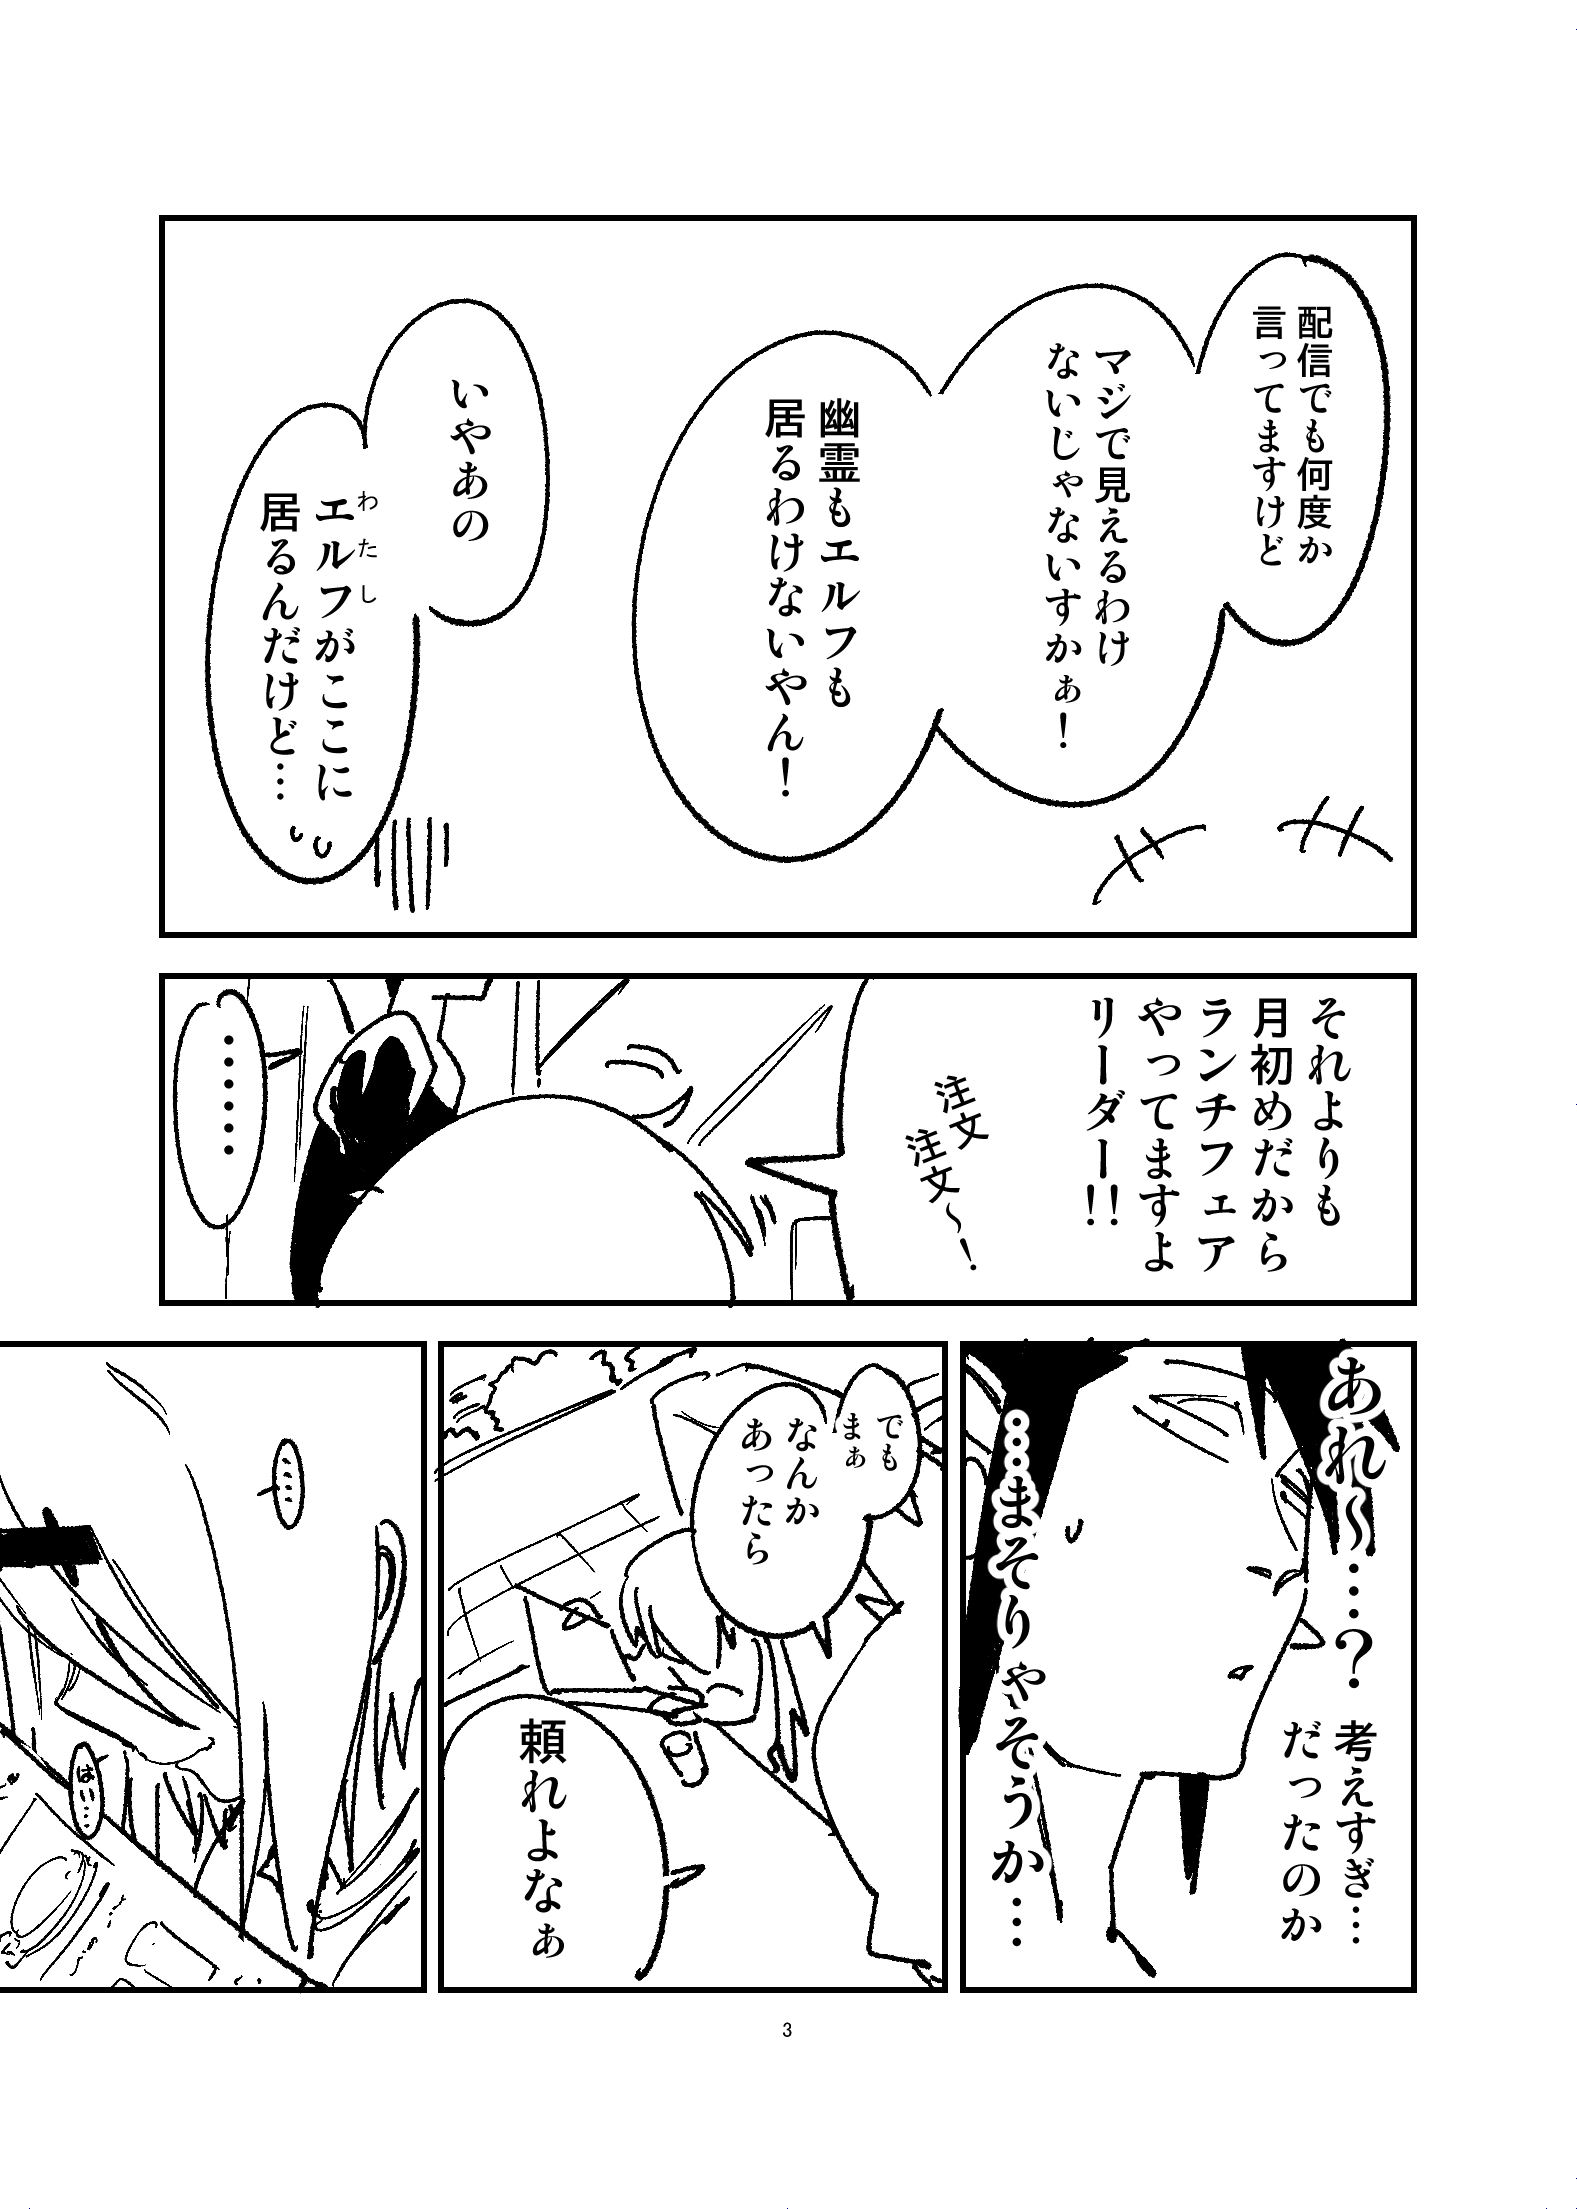 配信でも何度か
言ってますけど
マジで見えるわけ
ないじゃないすかぁ！
幽霊もエルフも
居るわけないやん！
いやあの
エルフがここに
わたし
居るんだけど…
それよりも
月初めだから
ランチフェア
やってますよ
リーダー!!
注文
注文～！
……
あれ～…？
考えすぎ…
だったのか
…まそりゃそうか…
でも
まぁ
なんか
あったら
頼れよなぁ
……
はい…
3